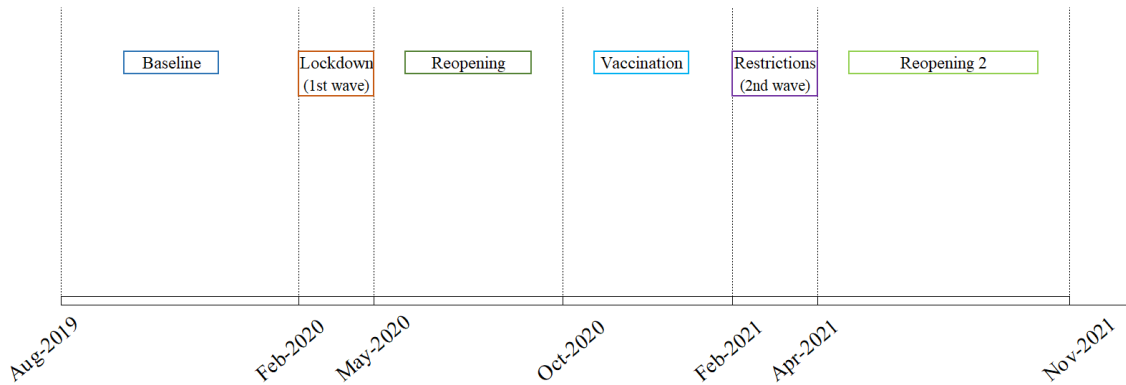 Baseline
Lockdown
(1st wave)
Reopening
Vaccination
Restrictions
(2nd wave)
Reopening 2
Aug-2019
Feb-2020
May-2020
Oct-2020
Feb-2021
Apr-2021
Nov-2021